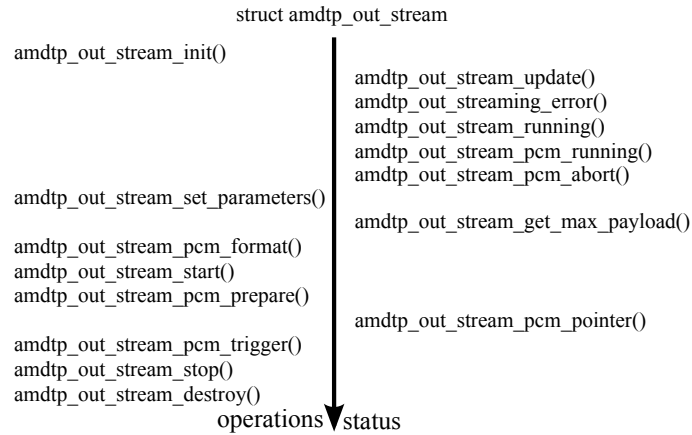 struct amdtp_out_stream
amdtp_out_stream_init()
amdtp_out_stream_update()
amdtp_out_streaming_error()
amdtp_out_stream_running()
amdtp_out_stream_pcm_running()
amdtp_out_stream_pcm_abort()
amdtp_out_stream_set_parameters()
amdtp_out_stream_get_max_payload()
amdtp_out_stream_pcm_format()
amdtp_out_stream_start()
amdtp_out_stream_pcm_prepare()
amdtp_out_stream_pcm_pointer()
amdtp_out_stream_pcm_trigger()
amdtp_out_stream_stop()
amdtp_out_stream_destroy()
operations status